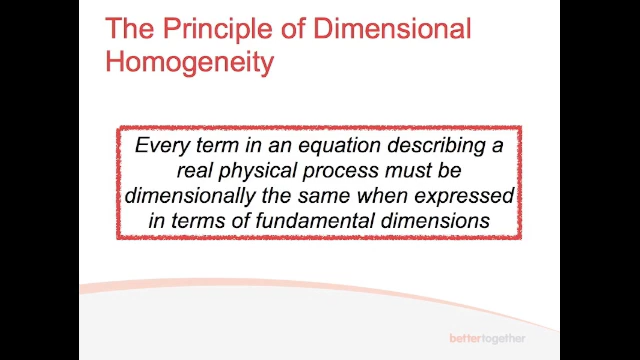 The Principle of Dimensional
Homogeneity
Every term in an equation describing a
real physical process must be
dimensionally the same when expressed
in terms of fundamental dimensions
bettertogether